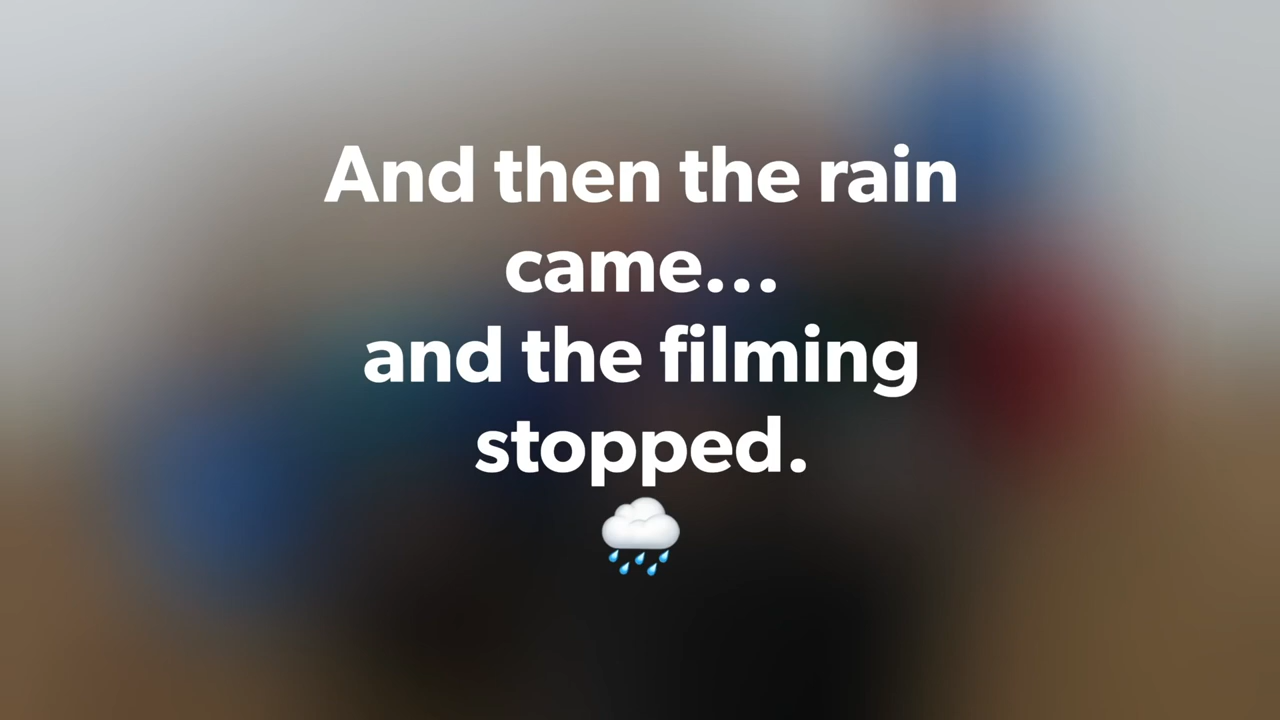 And then the rain
came...
and the filming
stopped.
🌧️